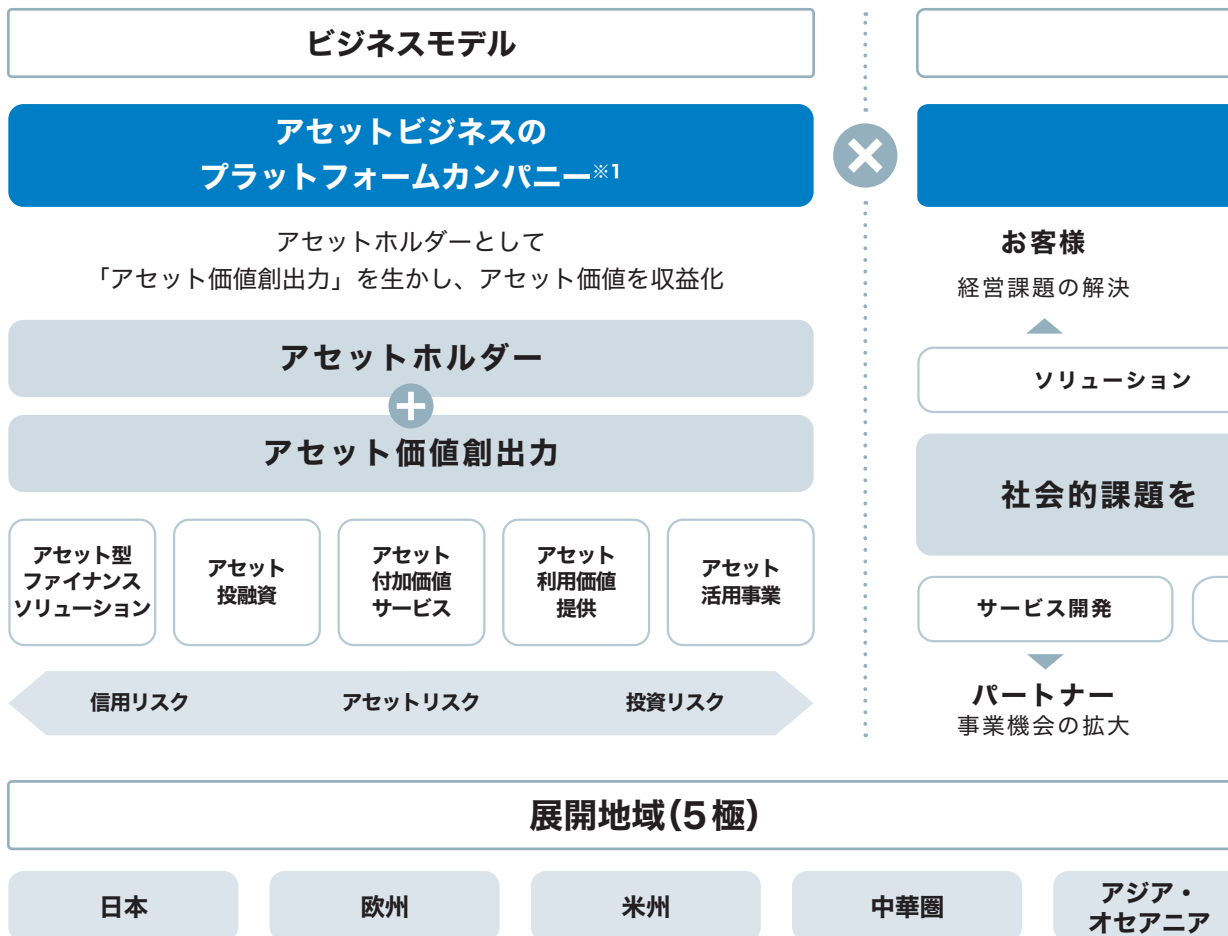 ビジネスモデル
アセットビジネスの
プラットフォームカンパニー※1
アセットホルダーとして
「アセット価値創出力」を生かし、アセット価値を収益化
アセットホルダー
アセット価値創出力
アセット型
ファイナンス
ソリューション
アセット
投融資
アセット
付加価値
サービス
アセット
利用価値
提供
アセット
活用事業
信用リスク
アセットリスク
投資リスク
お客様
経営課題の解決
ソリューション
社会的課題を
サービス開発
パートナー
事業機会の拡大
展開地域(5極)
日本
欧州
米州
中華圏
アジア・
オセアニア